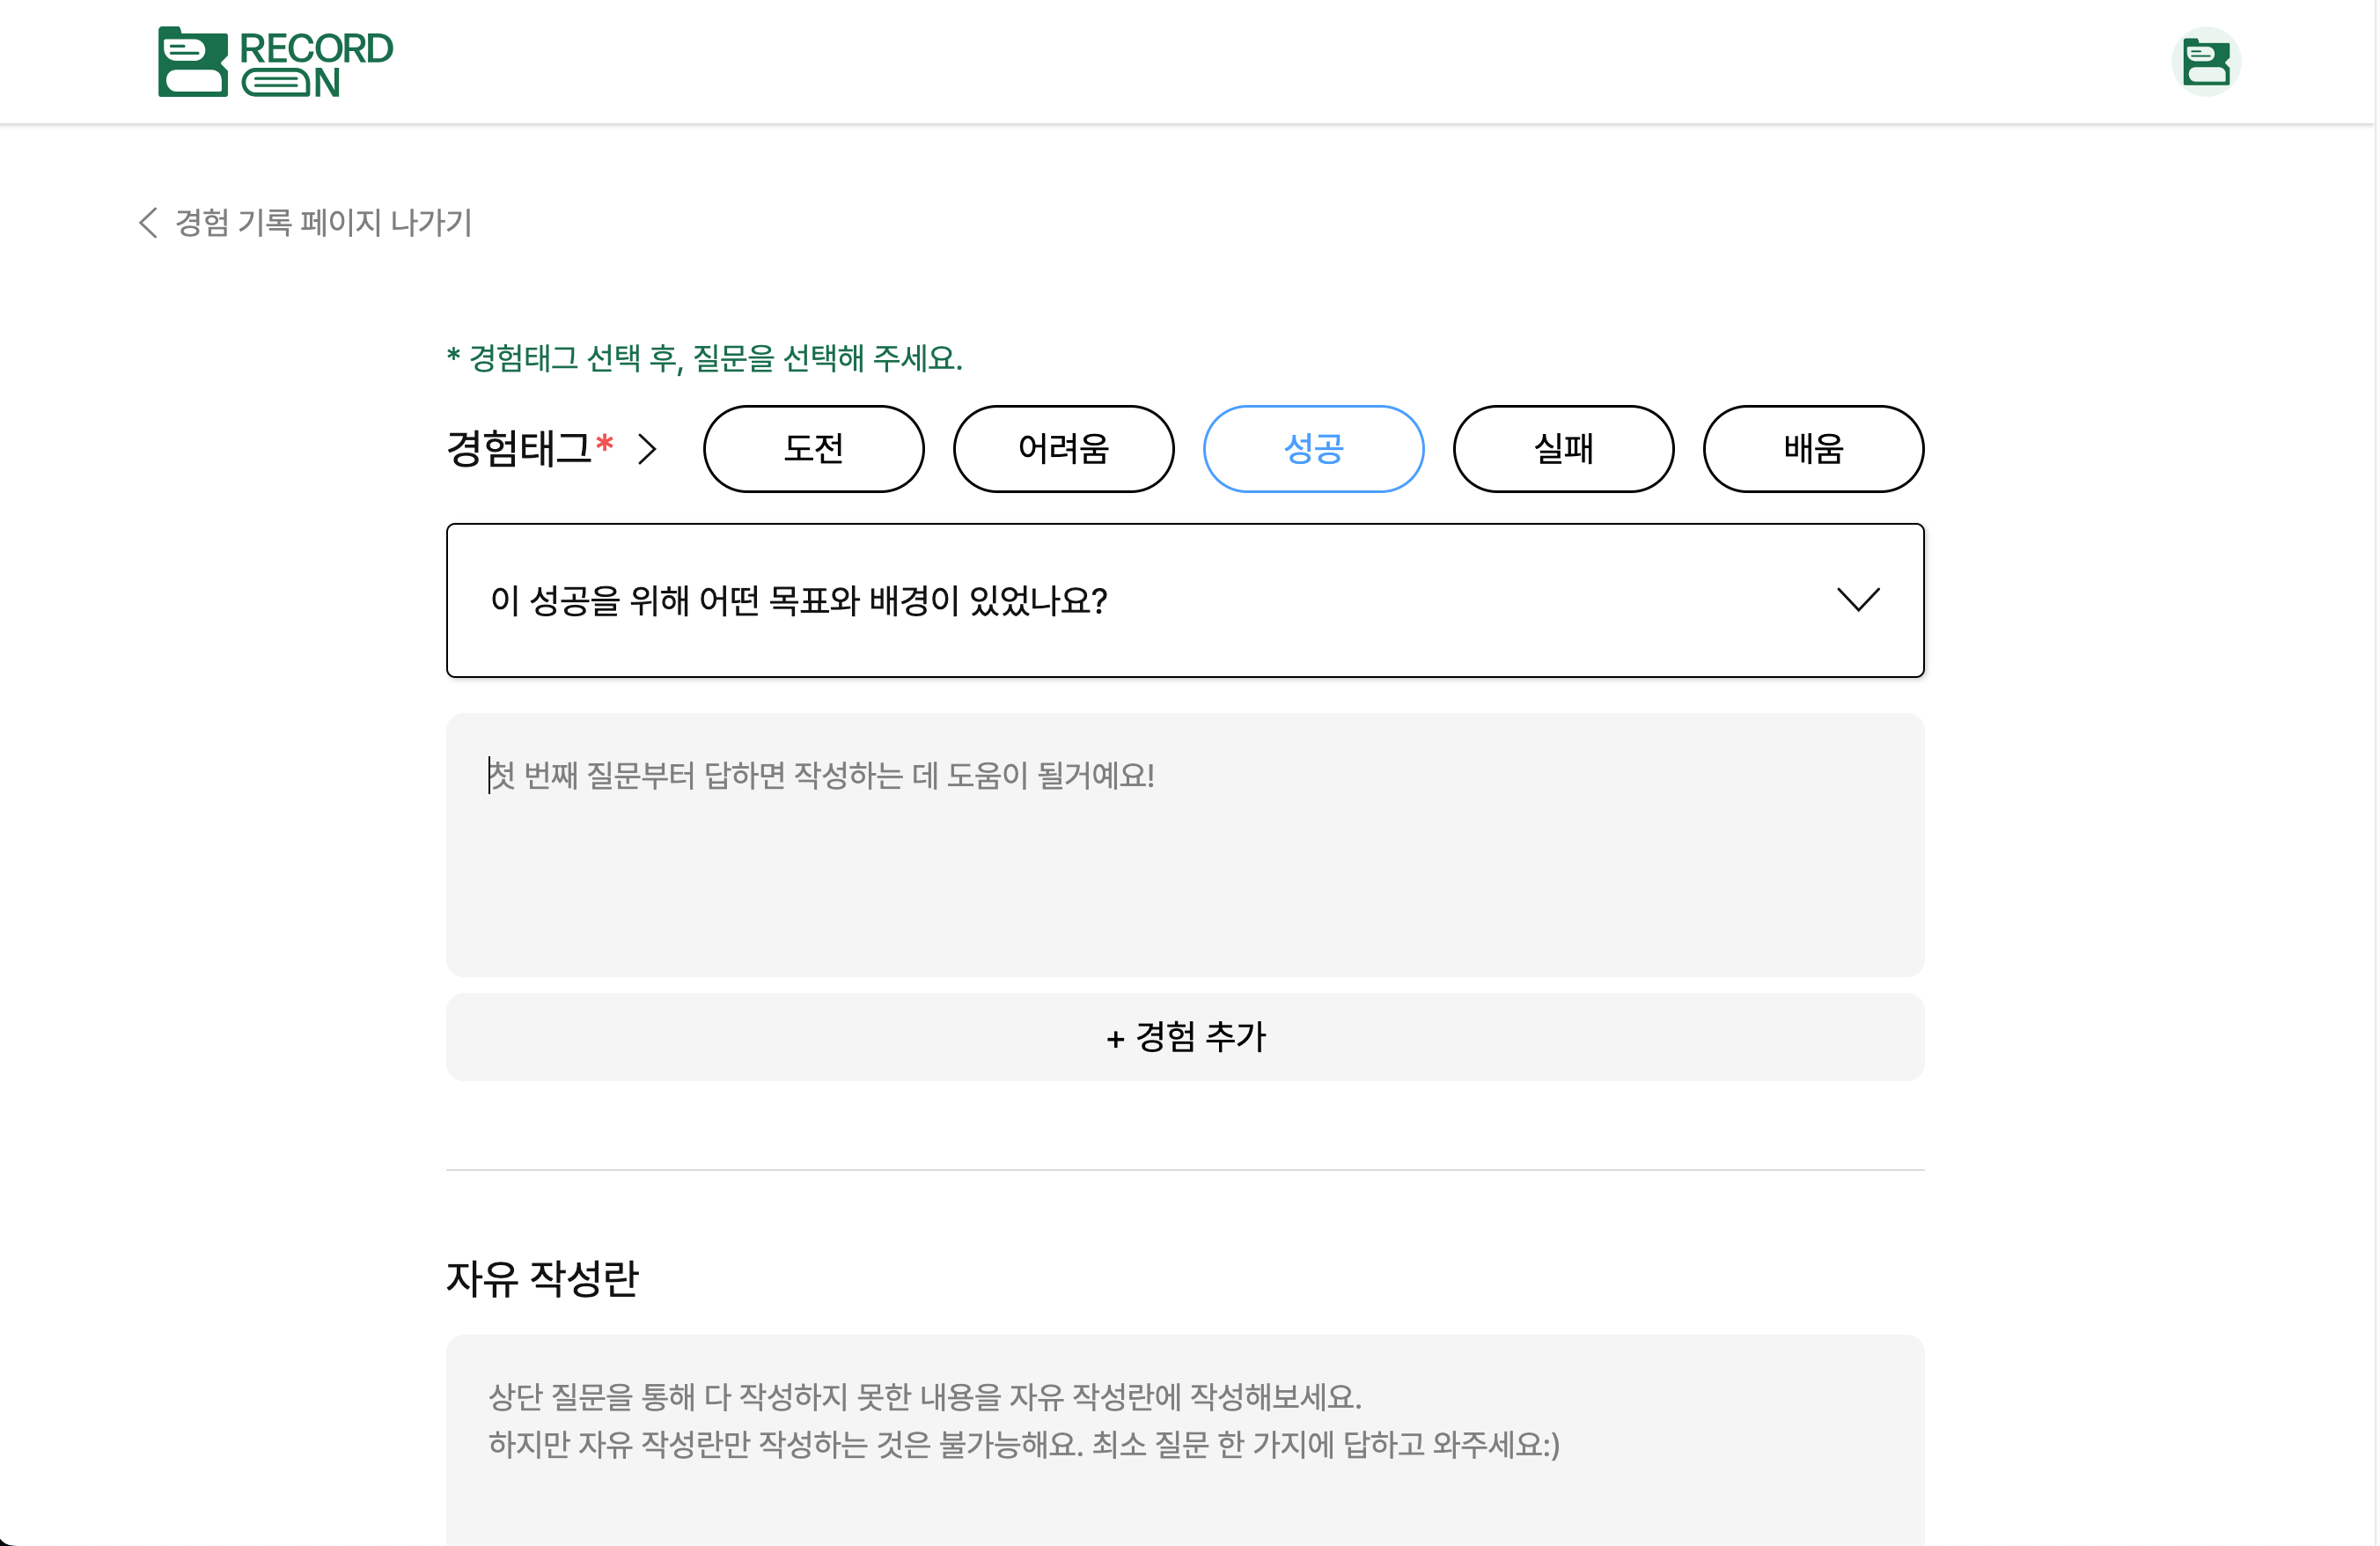 RECORD
ON
경험 기록 페이지 나가기
* 경험태그 선택 후, 질문을 선택해 주세요.
경험태그* 도전 어려움 성공 실패 배움
이 성공을 위해 어떤 목표와 배경이 있었나요?
첫 번째 질문부터 답하면 작성하는 데 도움이 될거예요!
+ 경험 추가
자유 작성란
상단 질문을 통해 다 작성하지 못한 내용을 자유 작성란에 작성해보세요.
하지만 자유 작성란만 작성하는 것은 불가능해요. 최소 질문 한 가지에 답하고 와주세요:)